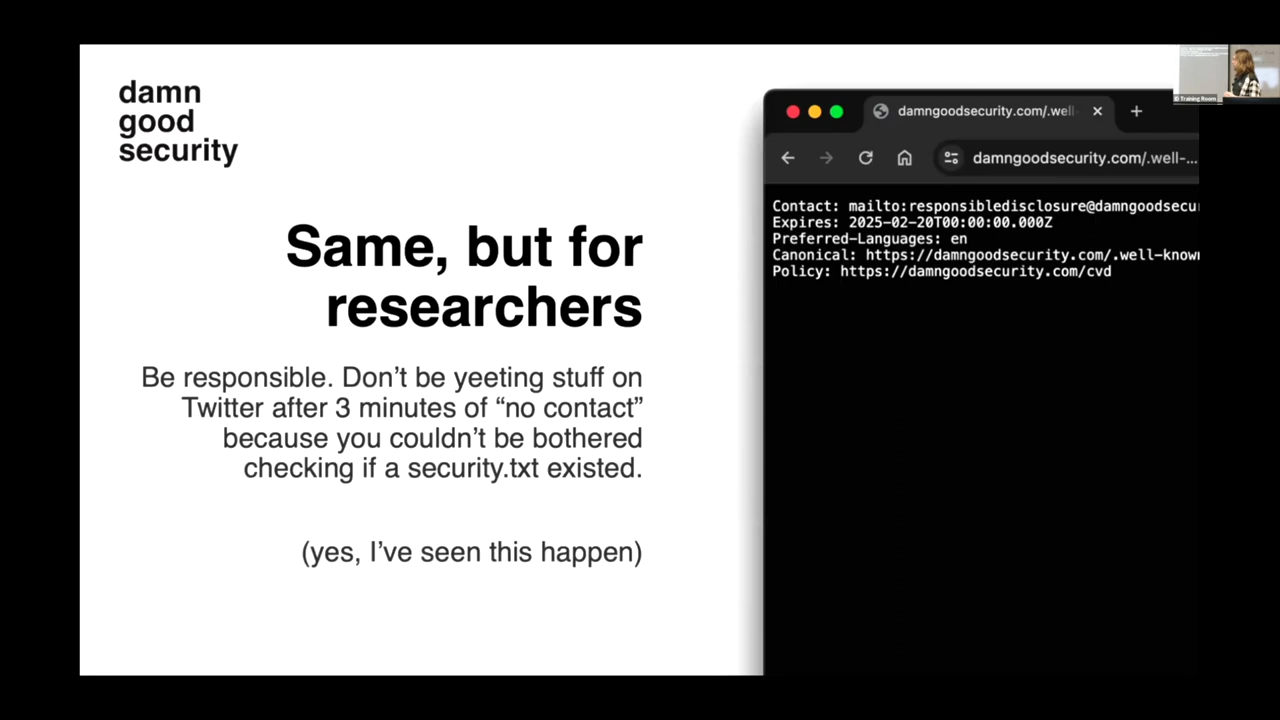 damn
good
security
Same, but for
researchers
Be responsible. Don’t be yeeting stuff on
Twitter after 3 minutes of “no contact”
because you couldn’t be bothered
checking if a security.txt existed.
(yes, I’ve seen this happen)
damngoodsecurity.com/.well-
damngoodsecurity.com/.well-...
Contact: mailto:responsibledisclosure@damngoodsecur
Expires: 2025-02-20T00:00:00.000Z
Preferred-Languages: en
Canonical: https://damngoodsecurity.com/.well-known
Policy: https://damngoodsecurity.com/cvd
Training Room